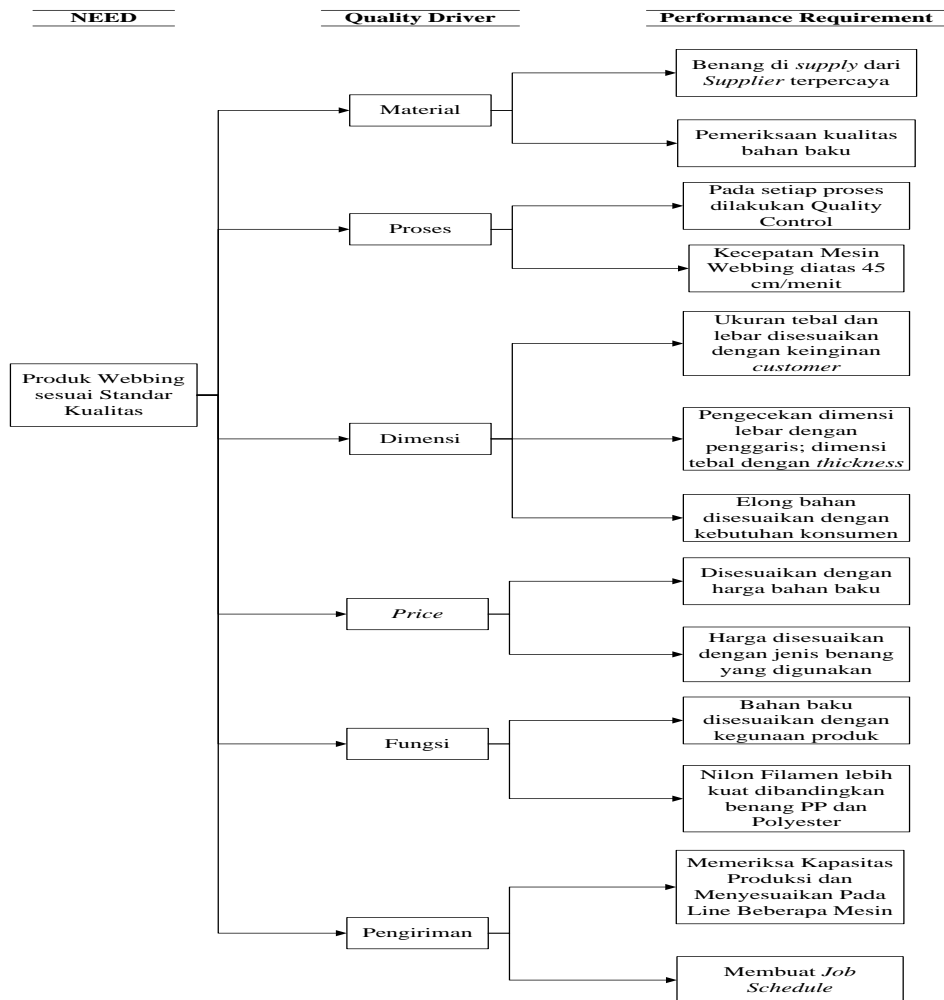 NEED
Quality Driver
Performance Requirement
Produk Webbing
sesuai Standar
Kualitas
Material
Benang di supply dari
Supplier terpercaya
Pemeriksaan kualitas
bahan baku
Proses
Pada setiap proses
dilakukan Quality
Control
Kecepatan Mesin
Webbing diatas 45
cm/menit
Dimensi
Ukuran tebal dan
lebar disesuaikan
dengan keinginan
customer
Pengecekan dimensi
lebar dengan
penggaris; dimensi
tebal dengan thickness
Elong bahan
disesuaikan dengan
kebutuhan konsumen
Price
Disesuaikan dengan
harga bahan baku
Harga disesuaikan
dengan jenis benang
yang digunakan
Fungsi
Bahan baku
disesuaikan dengan
kegunaan produk
Nilon Filamen lebih
kuat dibandingkan
benang PP dan
Polyester
Pengiriman
Memeriksa Kapasitas
Produksi dan
Menyesuaikan Pada
Line Beberapa Mesin
Membuat Job
Schedule